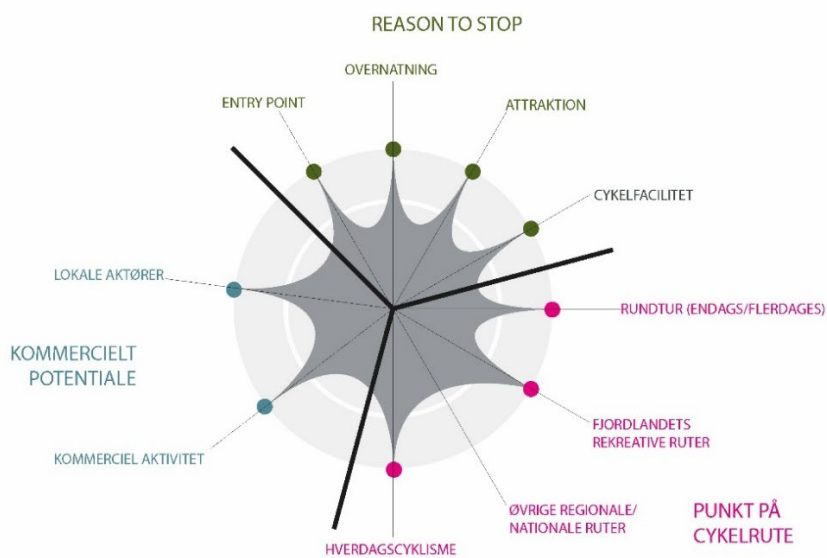 REASON TO STOP
OVERNATNING
ENTRY POINT
ATTRAKTION
CYKELFACILITET
LOKALE AKTØRER
RUNDTUR (ENDAGS/FLERDAGES)
KOMMERCIELT
POTENTIALE
FJORDLANDETS
REKREATIVE RUTER
KOMMERCIEL AKTIVITET
ØVRIGE REGIONALE/
NATIONALE RUTER
PUNKT PÅ
CYKELRUTE
HVERDAGSCYKLISME